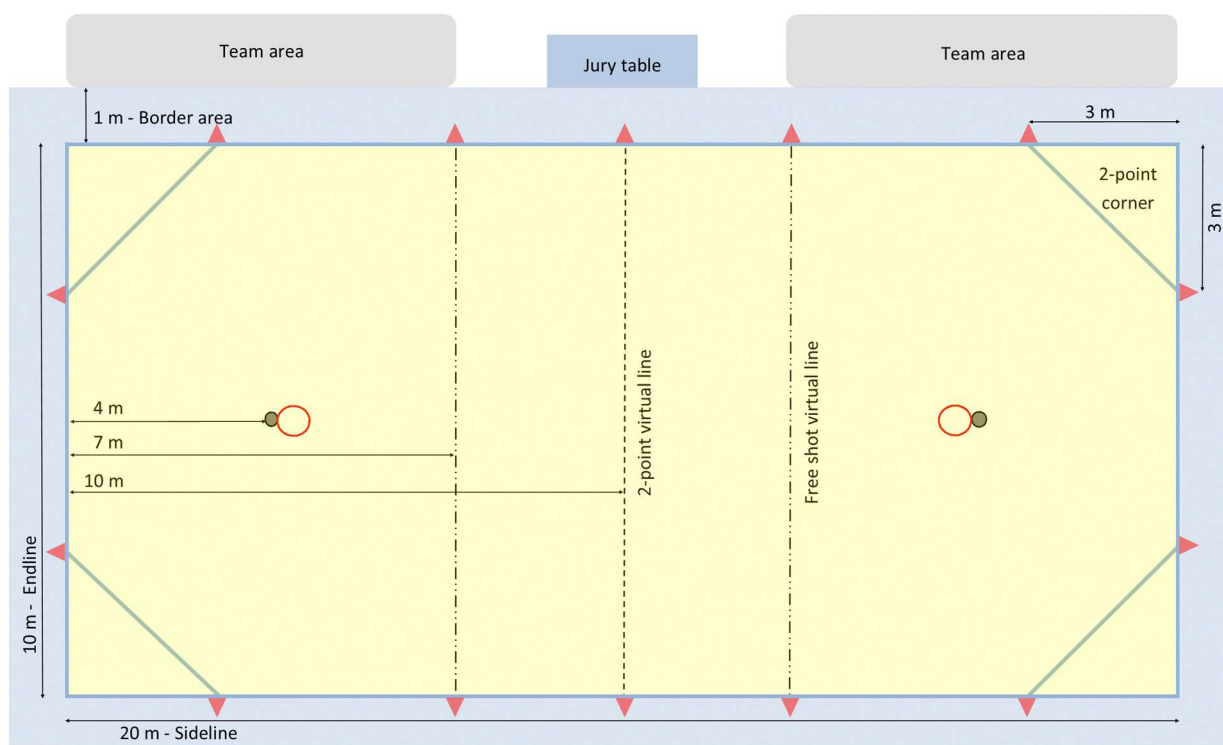 Team area
Jury table
Team area
1 m - Border area
3 m
2-point
corner
3 m
2-point virtual line
Free shot virtual line
4 m
7 m
10 m
10 m -  Endline
20 m - Sideline